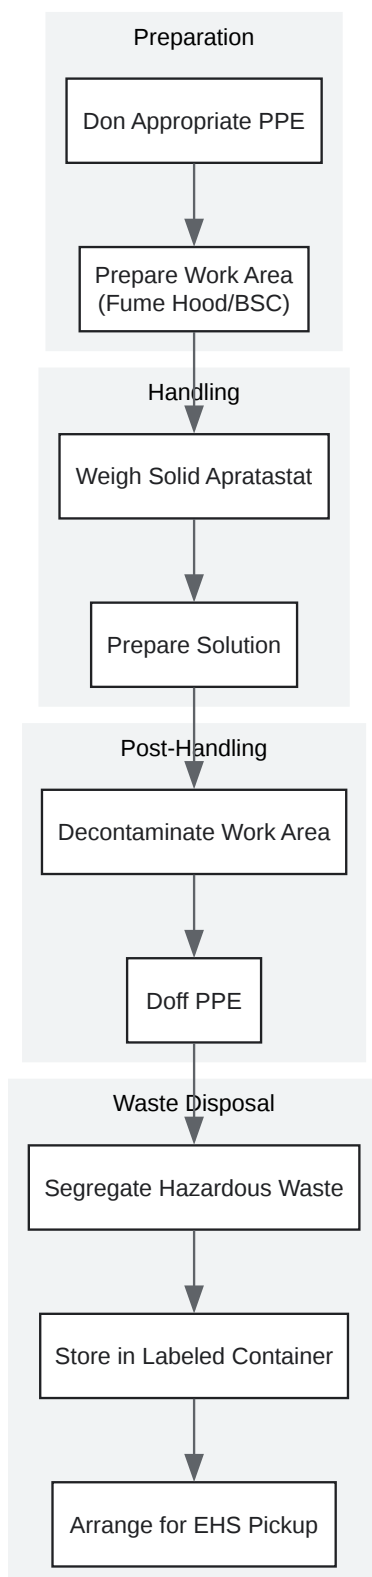 Preparation
Don Appropriate PPE
Prepare Work Area
(Fume Hood/BSC)
Handling
Weigh Solid Apratastat
Prepare Solution
Post-Handling
Decontaminate Work Area
Doff PPE
Waste Disposal
Segregate Hazardous Waste
Store in Labeled Container
Arrange for EHS Pickup